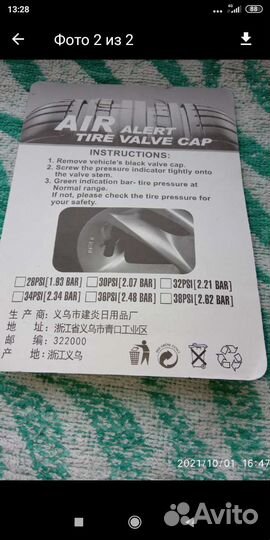 13:28
4G
88
Фото 2 из 2
AIR ALERT
TIRE VALVE CAP
INSTRUCTIONS:
1. Remove vehicle's black valve cap.
2. Screw the pressure indicator tightly onto
the valve stem.
3. Green indication bar- tire pressure at
Normal range.
If not, please check the tire pressure for
your safety.
28PSI[1.93 BAR] 30PSI[2.07 BAR] 32PSI[2.21 BAR]
34PSI[2.34 BAR] 36PSI[2.48 BAR] 38PSI[2.62 BAR]
生产商: 义乌市建炎日用品厂
地址: 浙江省义乌市青口工业区
邮编: 322000
产地: 浙江义乌
2021/10/01 16:47
Avito